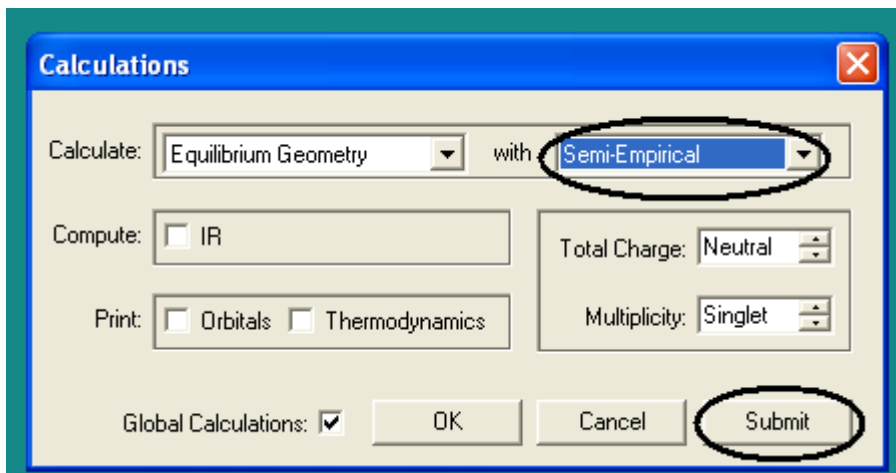 Calculations
Calculate: Equilibrium Geometry with Semi-Empirical
Compute: IR
Total Charge: Neutral
Print: Orbitals Thermodynamics
Multiplicity: Singlet
Global Calculations: OK Cancel Submit